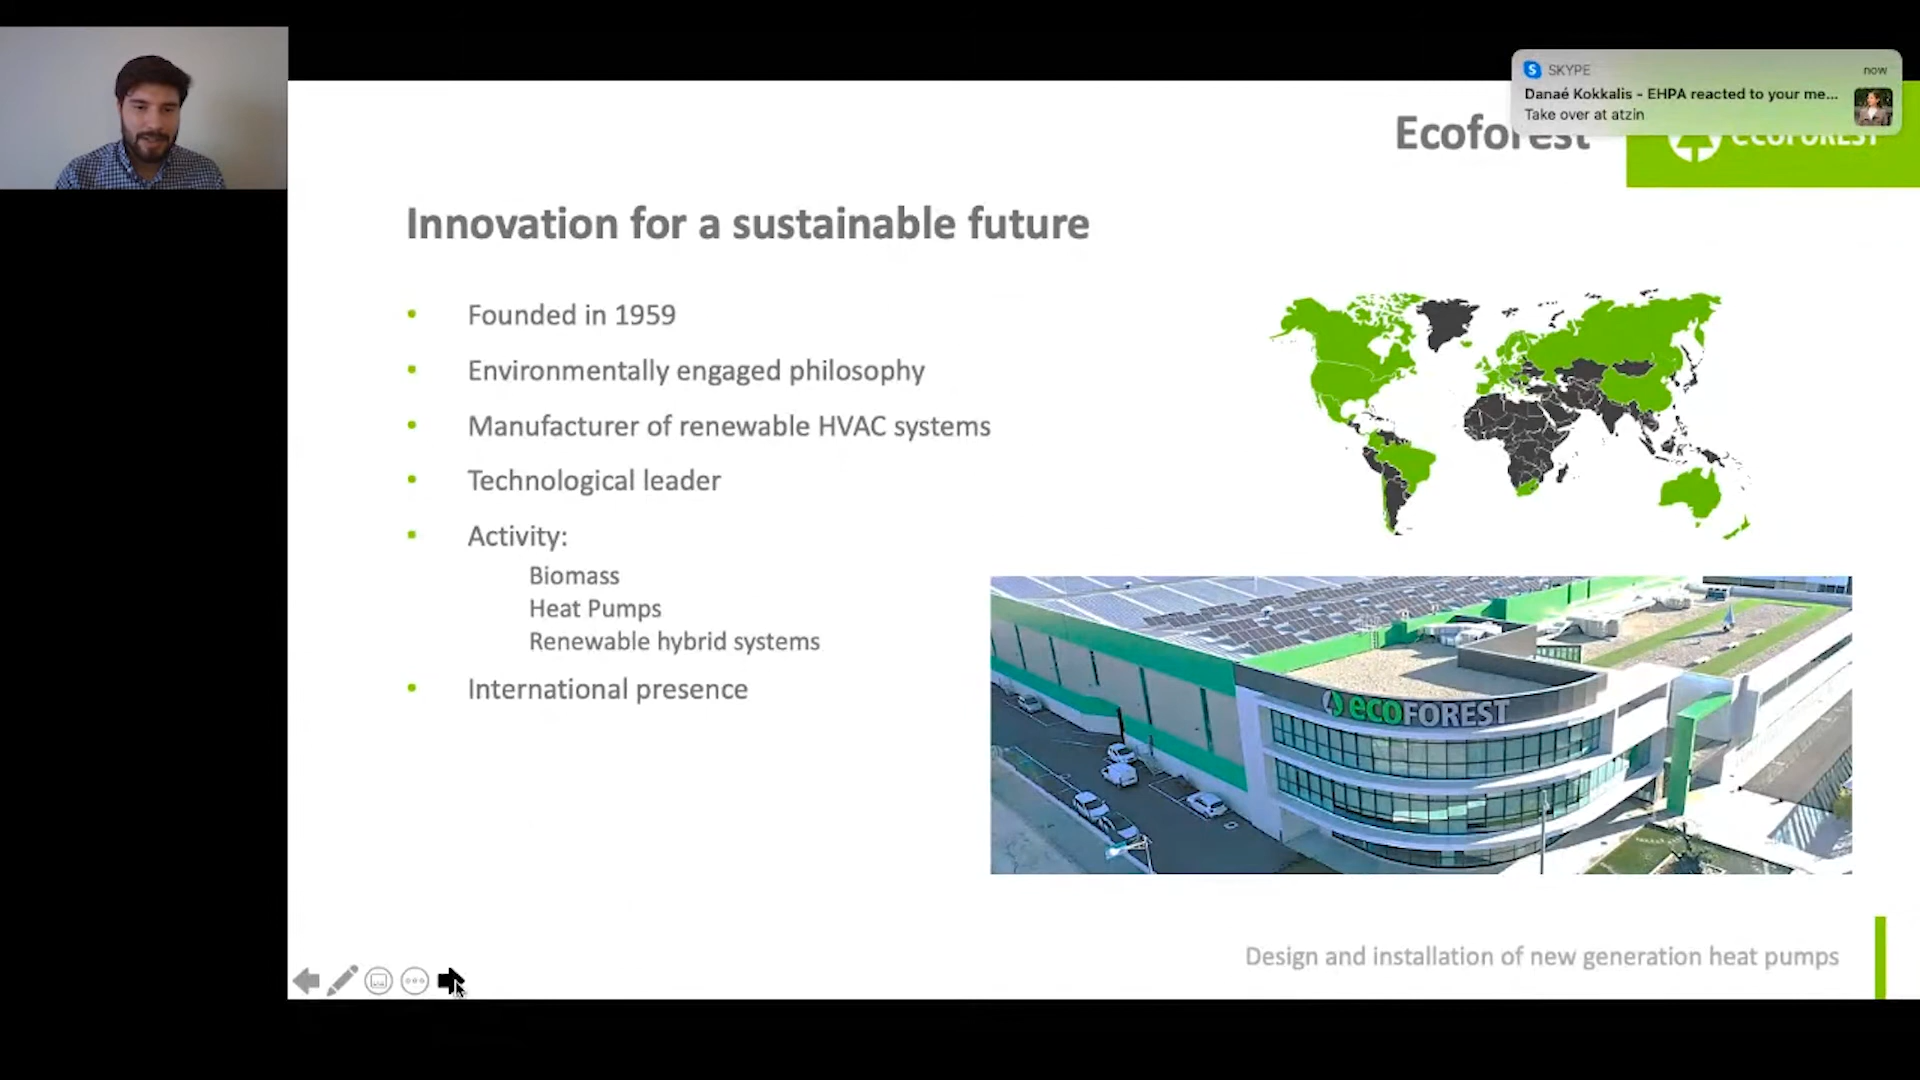 SKYPE
now
Danaé Kokkalis - EHPA reacted to your me...
Take over at atzin
Ecoforest
ECOFOREST
Innovation for a sustainable future
Founded in 1959
Environmentally engaged philosophy
Manufacturer of renewable HVAC systems
Technological leader
Activity:
Biomass
Heat Pumps
Renewable hybrid systems
International presence
ecoFOREST
Design and installation of new generation heat pumps